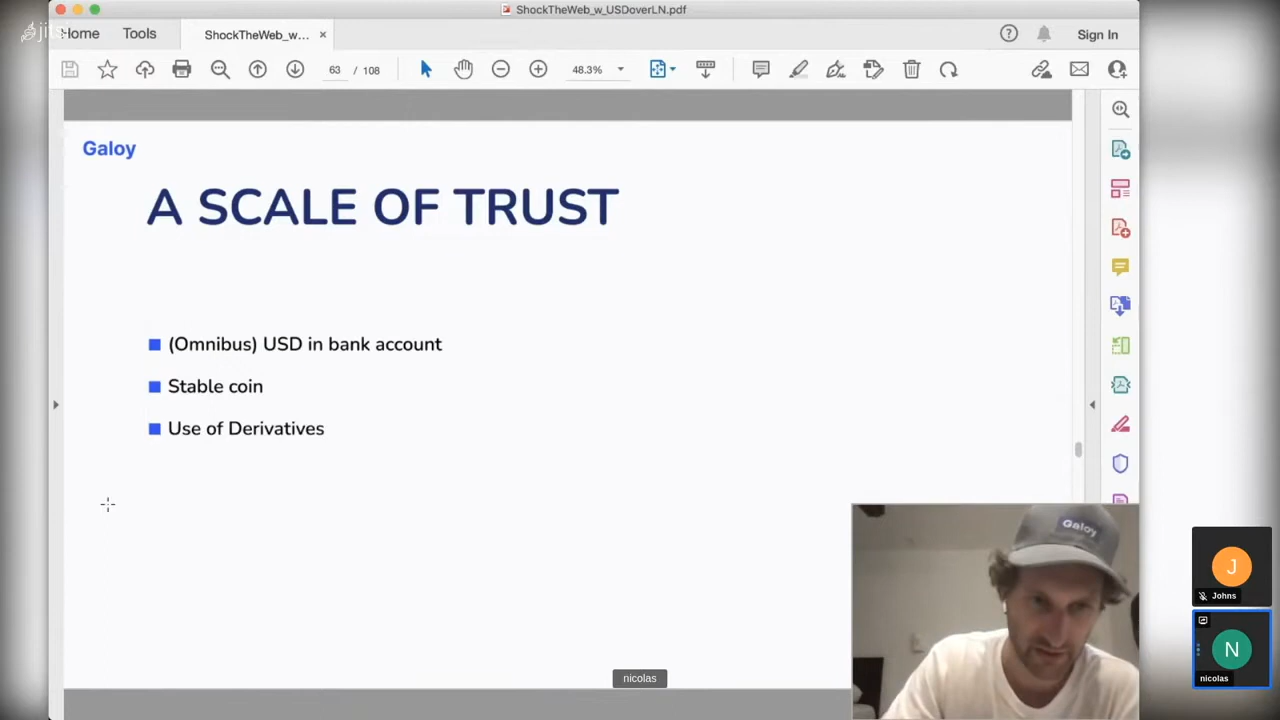 ShockTheWeb_w_USDoverLN.pdf
jitsi
Home
Tools
ShockTheWeb_w...
Sign In
63 / 108
48.3%
Galoy
A SCALE OF TRUST
(Omnibus) USD in bank account
Stable coin
Use of Derivatives
Galoy
J
Johns
N
nicolas
nicolas